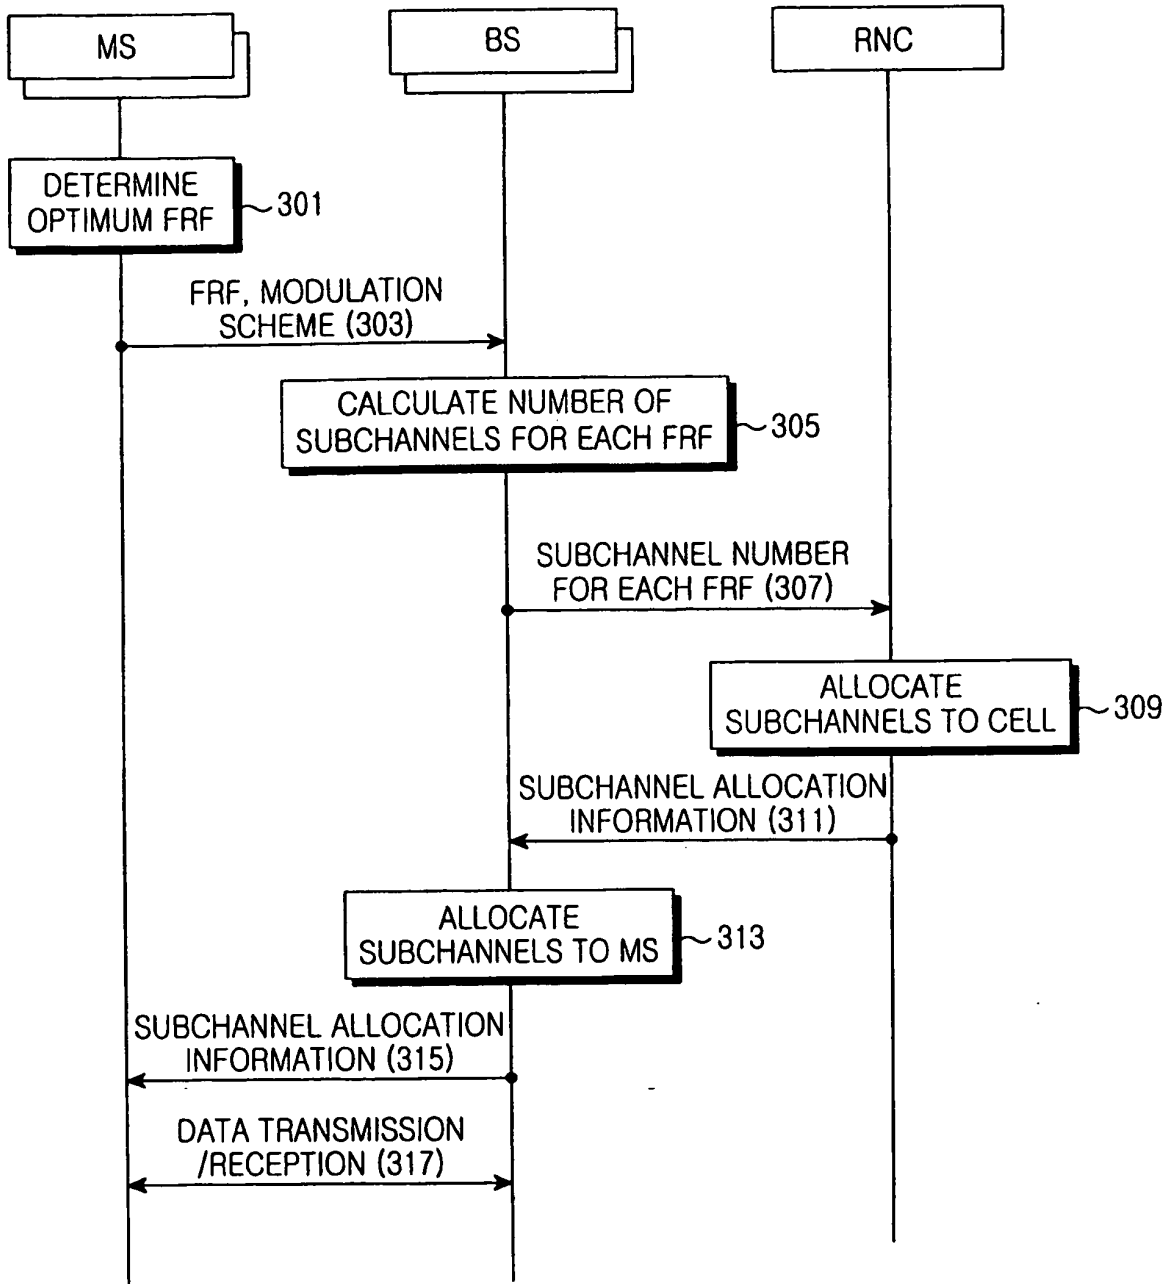 MS
BS
RNC
DETERMINE
OPTIMUM FRF
301
FRF, MODULATION
SCHEME (303)
CALCULATE NUMBER OF
SUBCHANNELS FOR EACH FRF
305
SUBCHANNEL NUMBER
FOR EACH FRF (307)
ALLOCATE
SUBCHANNELS TO CELL
309
SUBCHANNEL ALLOCATION
INFORMATION (311)
ALLOCATE
SUBCHANNELS TO MS
313
SUBCHANNEL ALLOCATION
INFORMATION (315)
DATA TRANSMISSION
/RECEPTION (317)